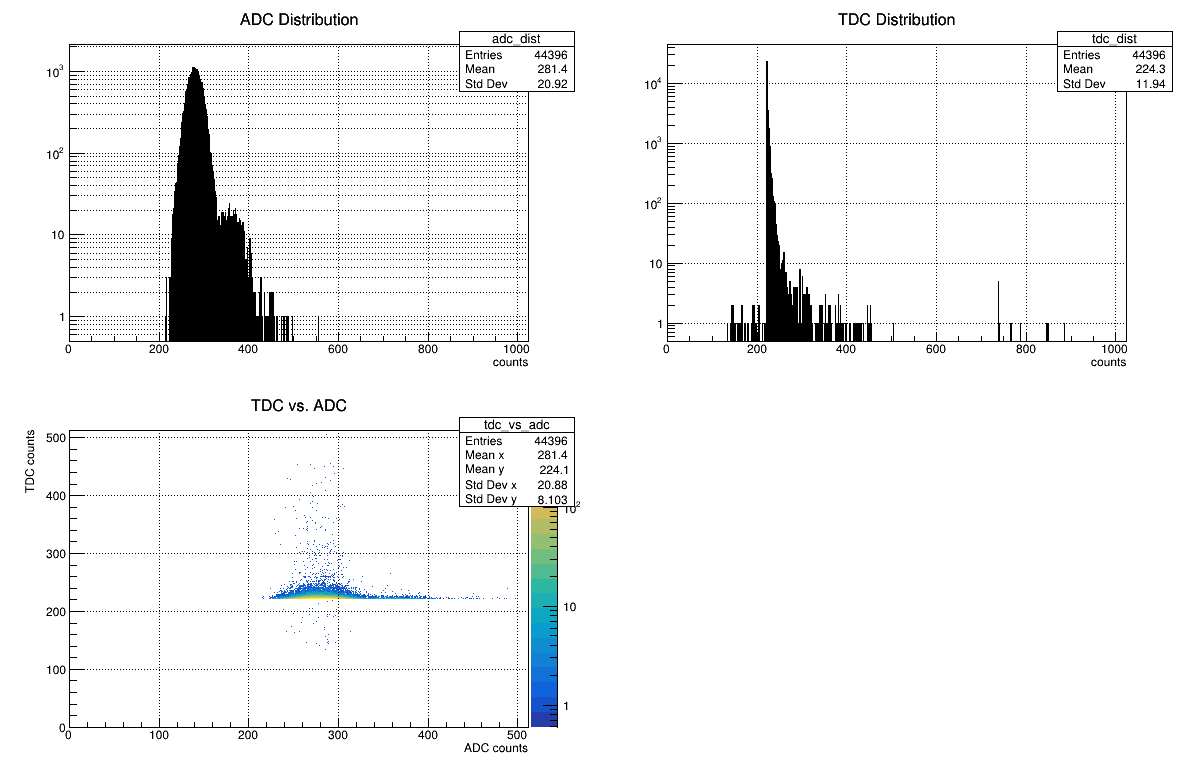 ADC Distribution
adc_dist
Entries 44396
Mean 281.4
Std Dev 20.92
10³
10²
10
1
0 200 400 600 800 1000
counts
TDC Distribution
tdc_dist
Entries 44396
Mean 224.3
Std Dev 11.94
10⁴
10³
10²
10
1
0 200 400 600 800 1000
counts
TDC vs. ADC
tdc_vs_adc
Entries 44396
Mean x 281.4
Mean y 224.1
Std Dev x 20.88
Std Dev y 8.103
TDC counts
500
400
300
200
100
0
0 100 200 300 400 500
ADC counts
10²
10
1